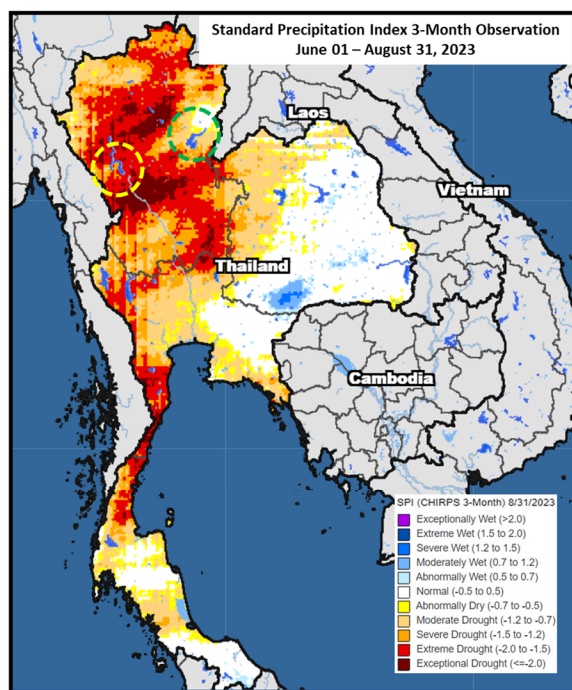 Standard Precipitation Index 3-Month Observation
June 01 – August 31, 2023
Laos
Vietnam
Thailand
Cambodia
SPI (CHIRPS 3-Month) 8/31/2023
Exceptionally Wet (>2.0)
Extreme Wet (1.5 to 2.0)
Severe Wet (1.2 to 1.5)
Moderately Wet (0.7 to 1.2)
Abnormally Wet (0.5 to 0.7)
Normal (-0.5 to 0.5)
Abnormally Dry (-0.7 to -0.5)
Moderate Drought (-1.2 to -0.7)
Severe Drought (-1.5 to -1.2)
Extreme Drought (-2.0 to -1.5)
Exceptional Drought (<=-2.0)